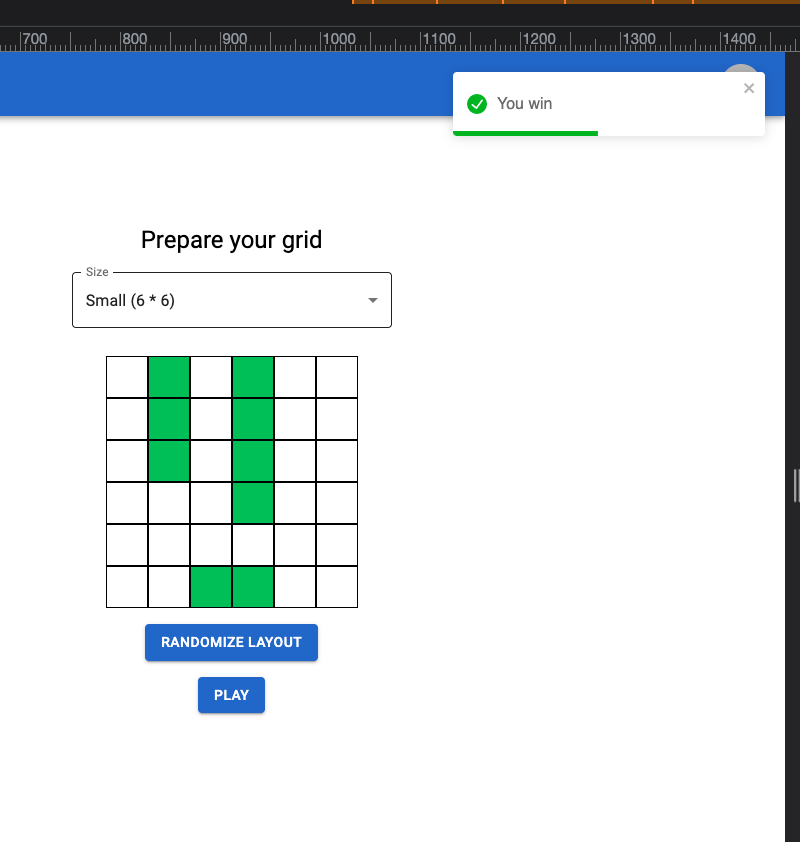 700 800 900 1000 1100 1200 1300 1400
You win
Prepare your grid
Size
Small (6 * 6)
RANDOMIZE LAYOUT
PLAY